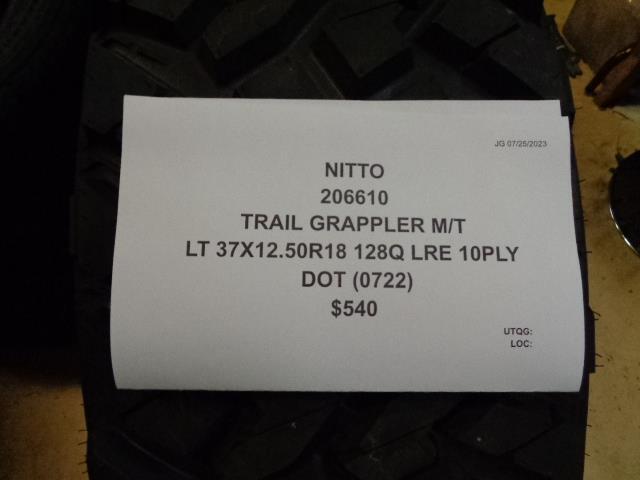 JG 07/25/2023
NITTO
206610
TRAIL GRAPPLER M/T
LT 37X12.50R18 128Q LRE 10PLY
DOT (0722)
$540
UTQG:
LOC: